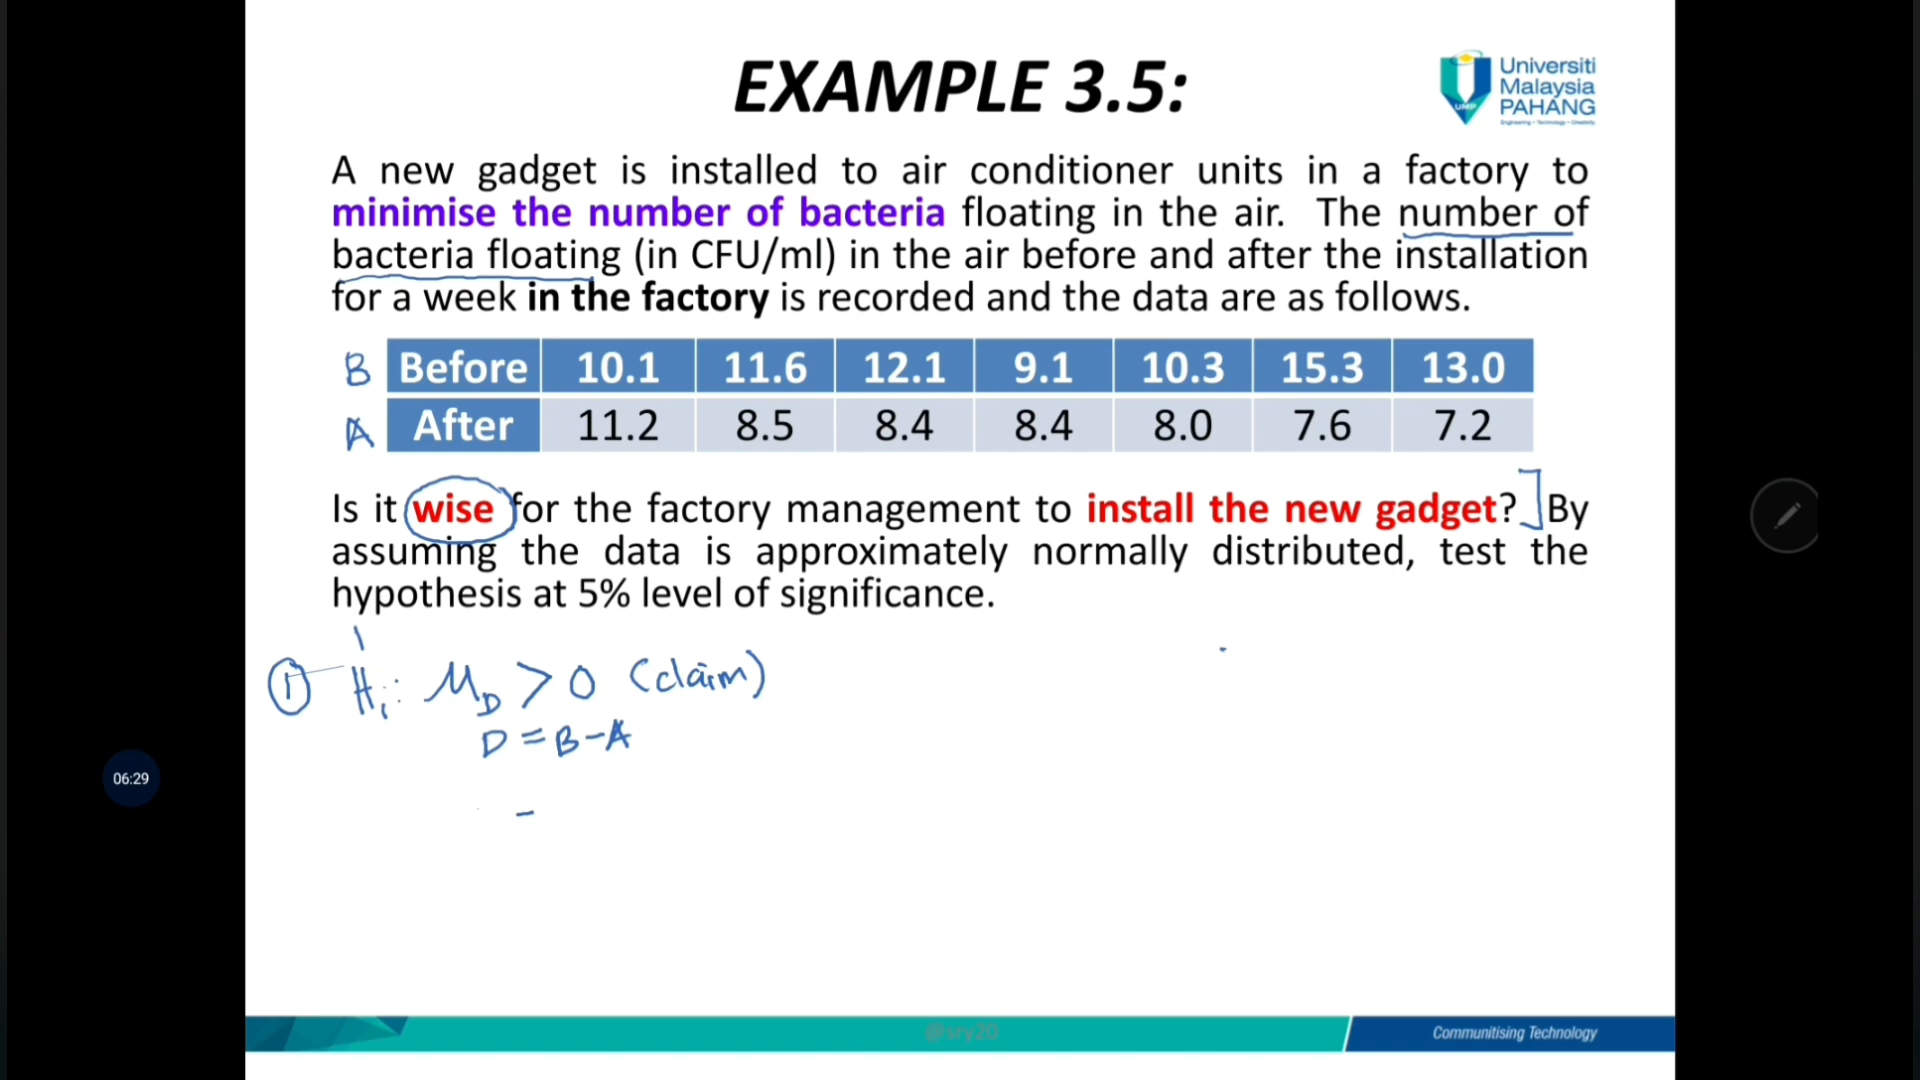 EXAMPLE 3.5:
Universiti
Malaysia
PAHANG
UMP
Engineering • Technology • Creativity
A new gadget is installed to air conditioner units in a factory to
minimise the number of bacteria floating in the air. The number of
bacteria floating (in CFU/ml) in the air before and after the installation
for a week in the factory is recorded and the data are as follows.
B Before 10.1 11.6 12.1 9.1 10.3 15.3 13.0
A After 11.2 8.5 8.4 8.4 8.0 7.6 7.2
Is it wise for the factory management to install the new gadget? By
assuming the data is approximately normally distributed, test the
hypothesis at 5% level of significance.
① H₁: μ_D > 0 (claim)
D = B - A
06:29
@sry20
Communitising Technology